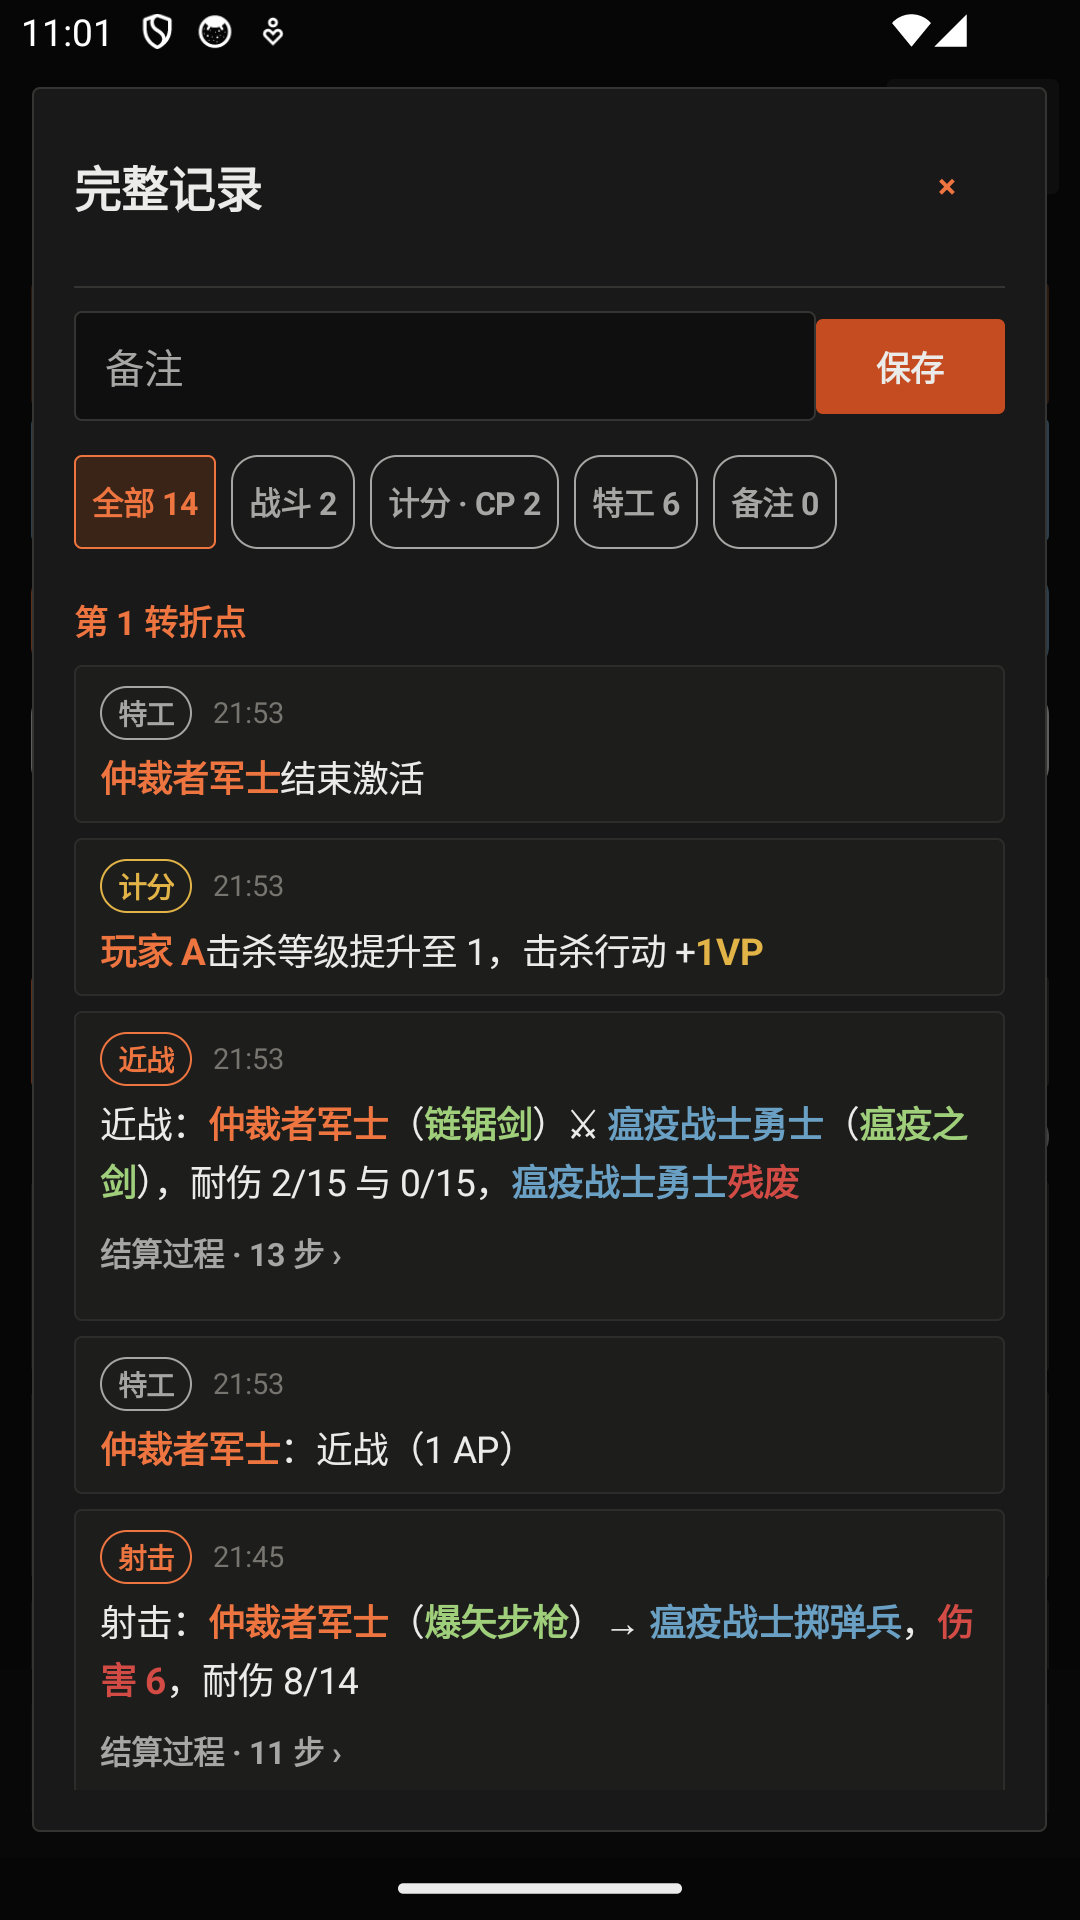 11:01
完整记录
×
备注
保存
全部 14
战斗 2
计分 · CP 2
特工 6
备注 0
第 1 转折点
特工 21:53
仲裁者军士结束激活
计分 21:53
玩家 A击杀等级提升至 1，击杀行动 +1VP
近战 21:53
近战：仲裁者军士（链锯剑）⚔ 瘟疫战士勇士（瘟疫之
剑），耐伤 2/15 与 0/15，瘟疫战士勇士残废
结算过程 · 13 步 ›
特工 21:53
仲裁者军士：近战（1 AP）
射击 21:45
射击：仲裁者军士（爆矢步枪）→ 瘟疫战士掷弹兵，伤
害 6，耐伤 8/14
结算过程 · 11 步 ›